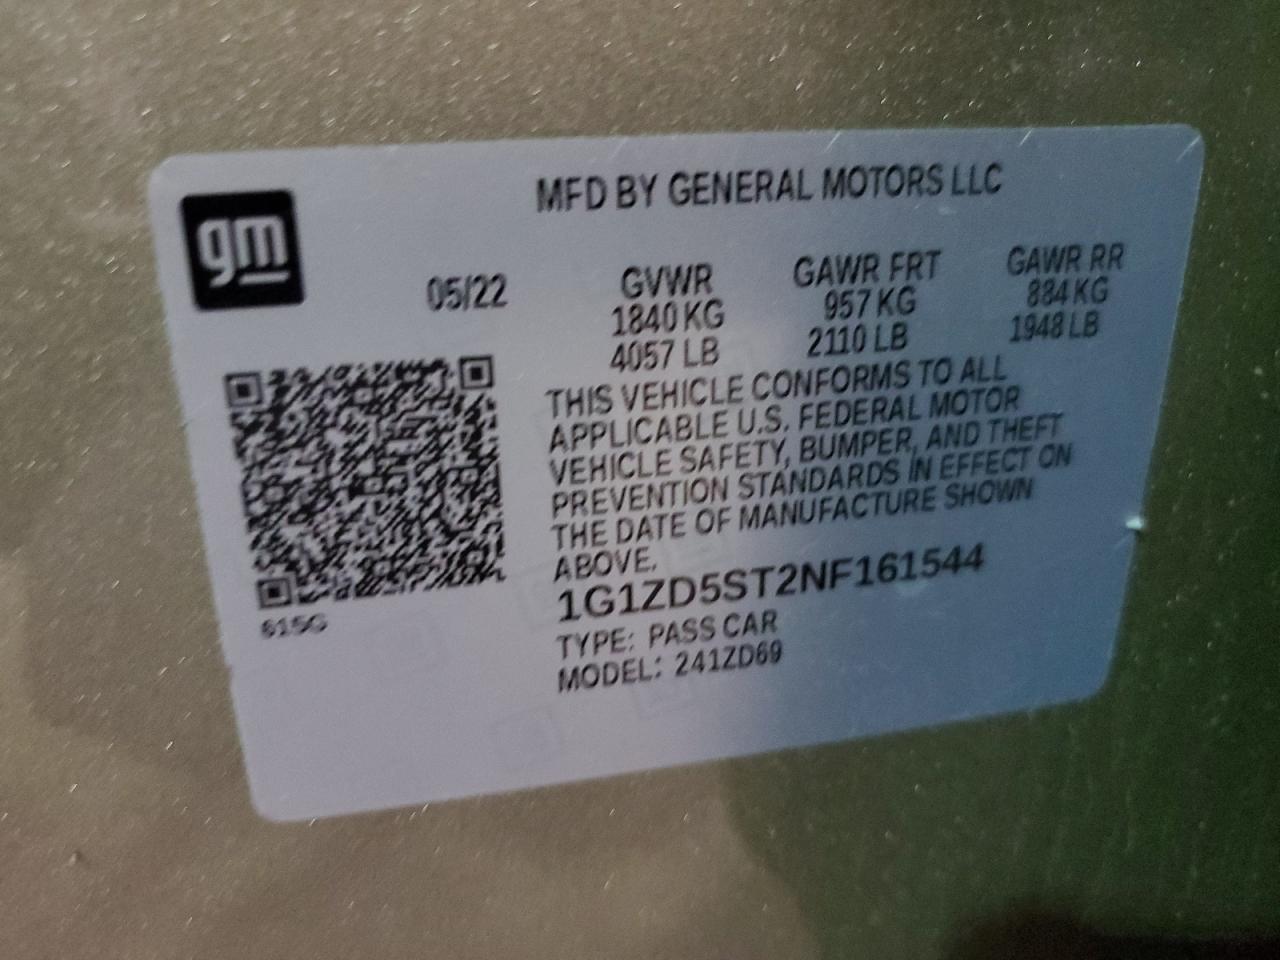 gm
MFD BY GENERAL MOTORS LLC
05/22
GVWR
1840 KG
4057 LB
GAWR FRT
957 KG
2110 LB
GAWR RR
884 KG
1948 LB
THIS VEHICLE CONFORMS TO ALL
APPLICABLE U.S. FEDERAL MOTOR
VEHICLE SAFETY, BUMPER, AND THEFT
PREVENTION STANDARDS IN EFFECT ON
THE DATE OF MANUFACTURE SHOWN
ABOVE.
1G1ZD5ST2NF161544
TYPE: PASS CAR
MODEL: 241ZD69
615G